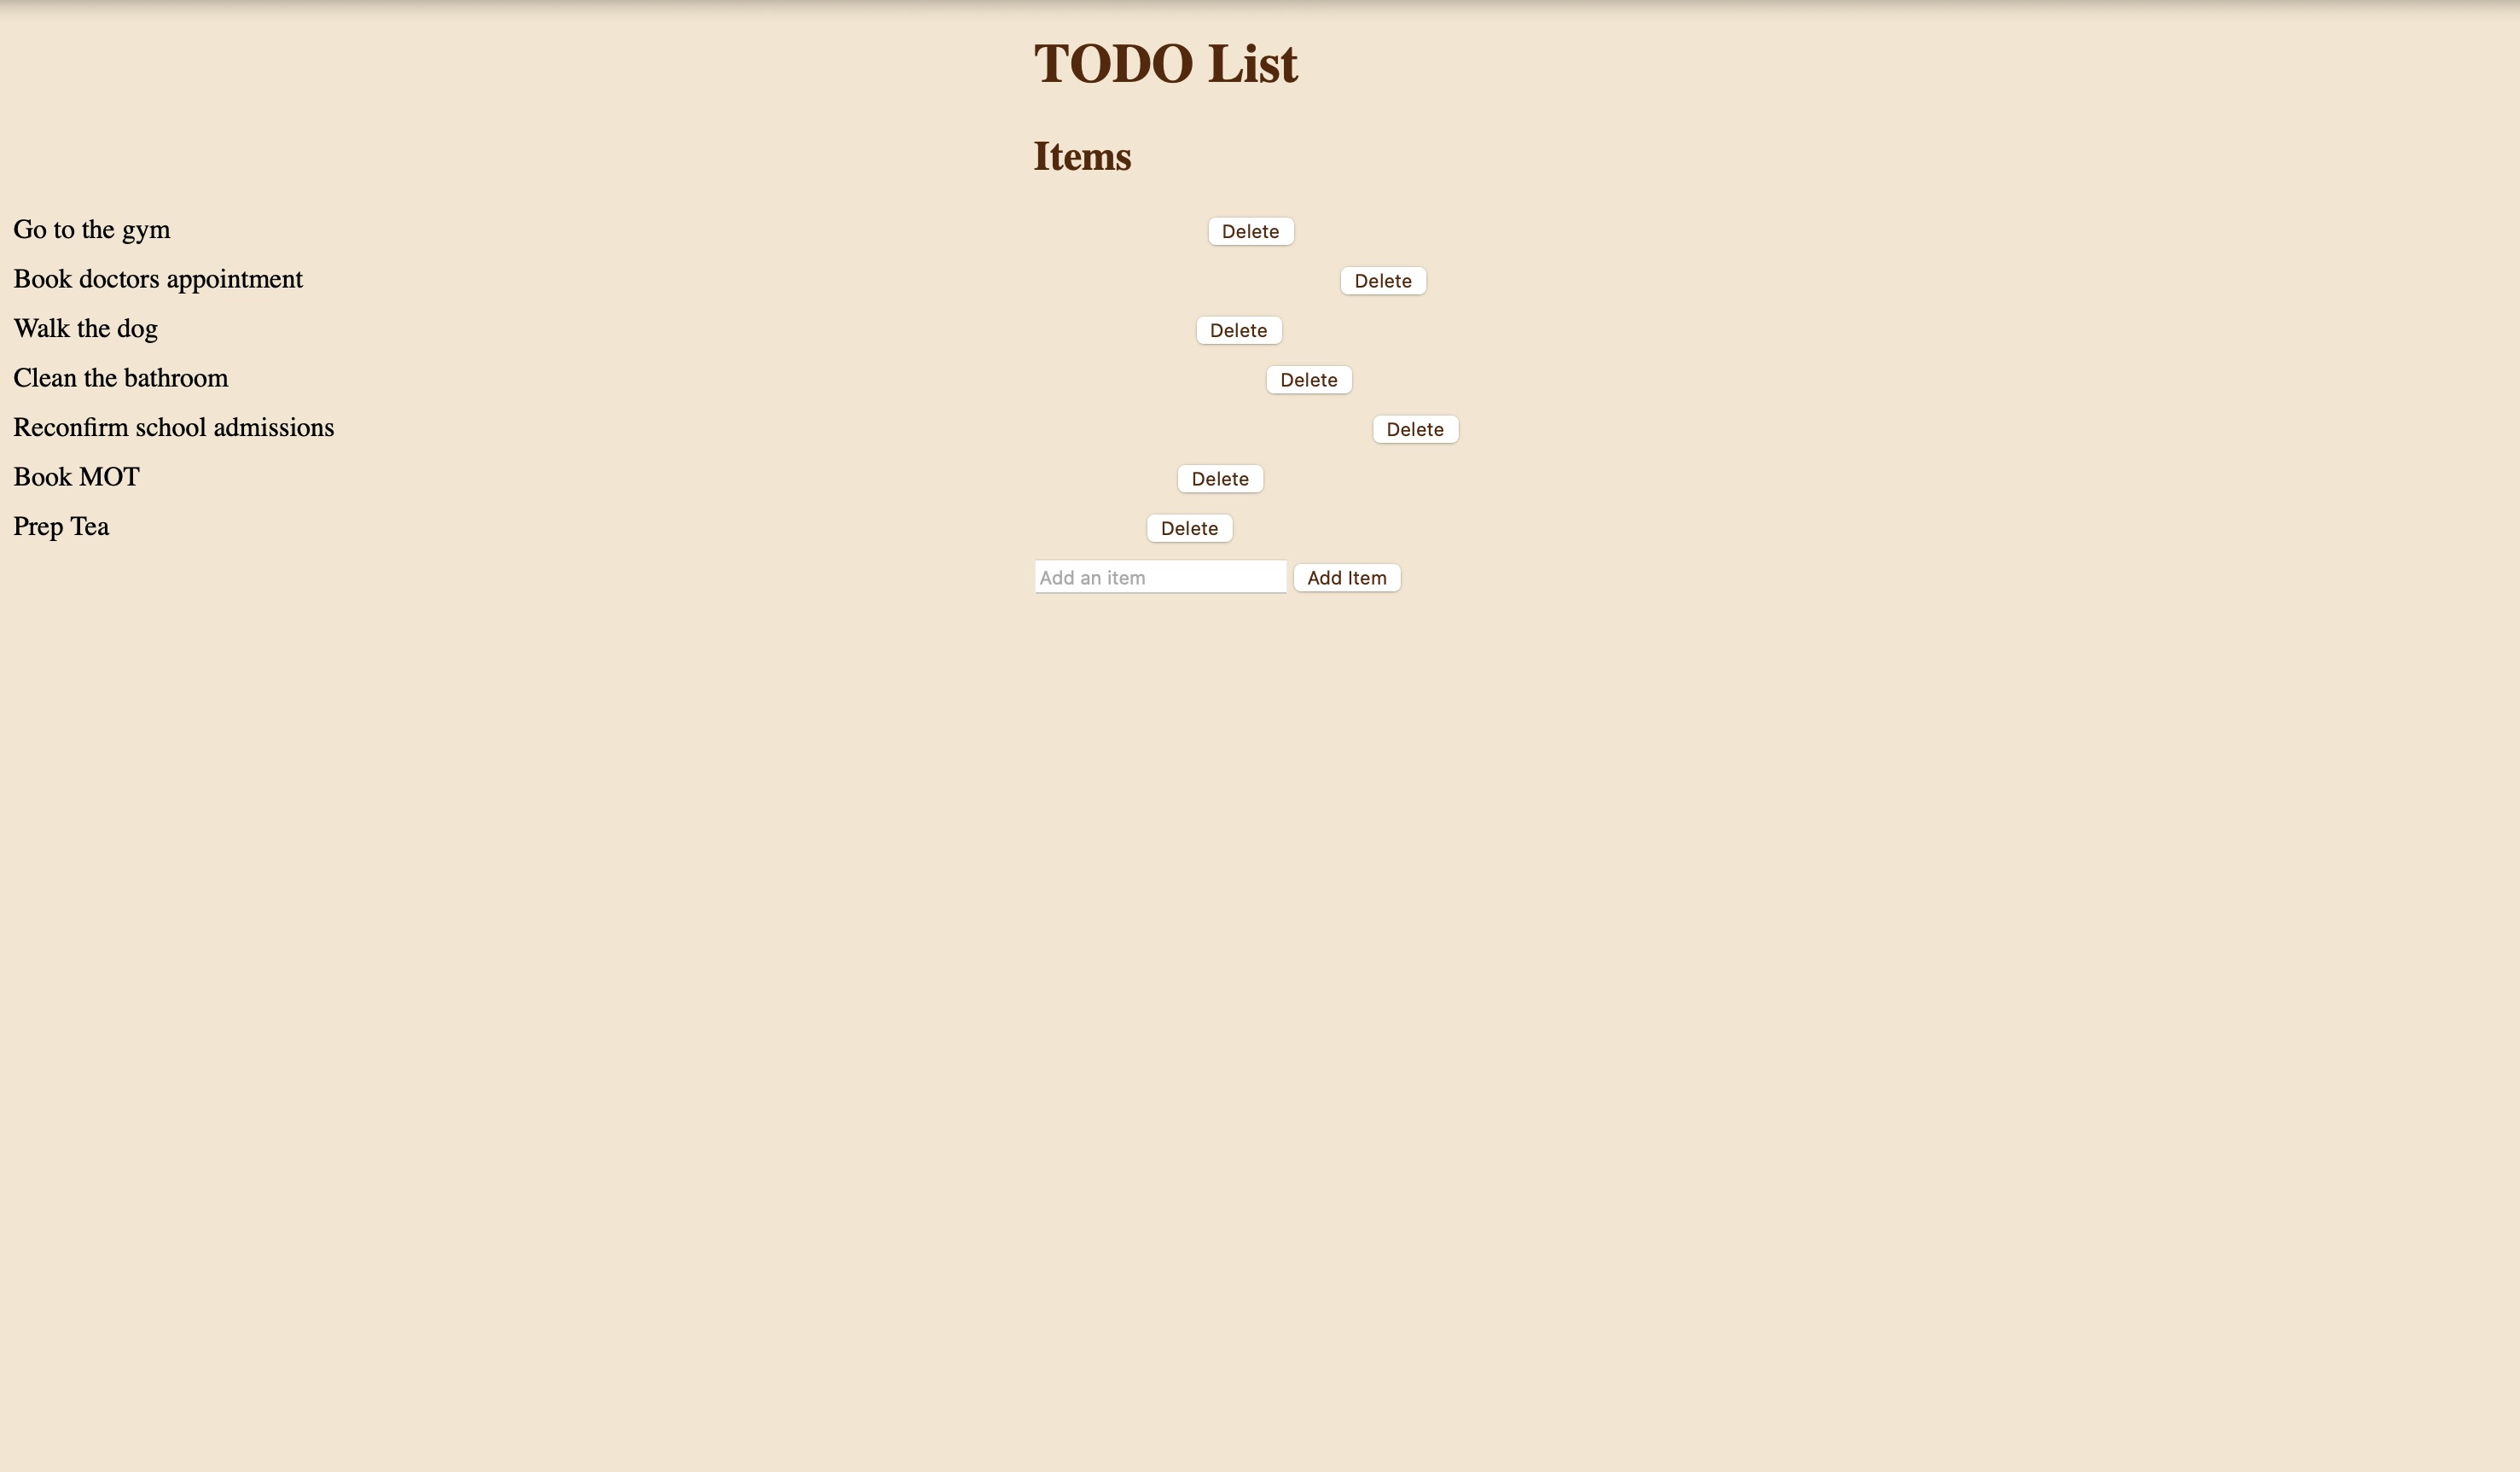 TODO List
Items
Go to the gym Delete
Book doctors appointment Delete
Walk the dog Delete
Clean the bathroom Delete
Reconfirm school admissions Delete
Book MOT Delete
Prep Tea Delete
Add an item Add Item